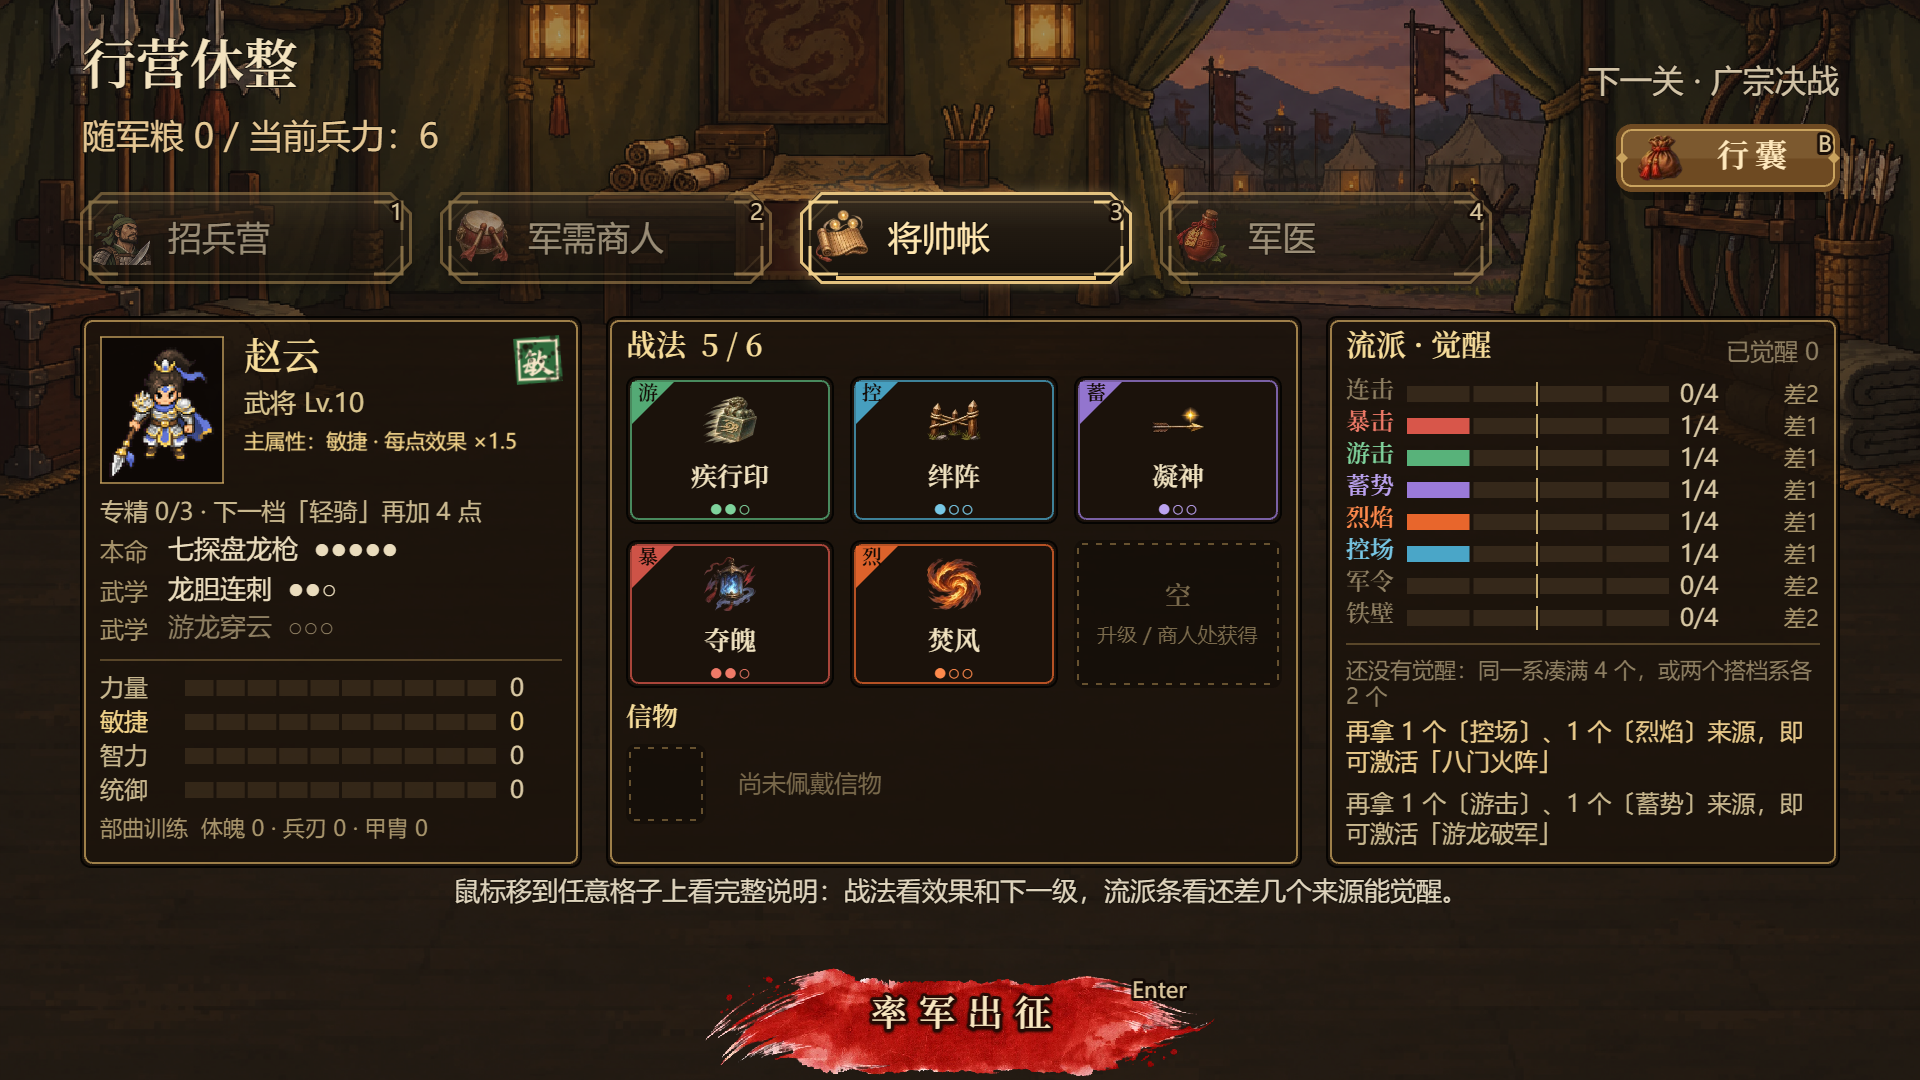 行营休整
随军粮 0 / 当前兵力：6
下一关 · 广宗决战
行囊 B
招兵营 1
军需商人 2
将帅帐 3
军医 4
赵云
敏
武将 Lv.10
主属性：敏捷 · 每点效果 ×1.5
专精 0/3 · 下一档「轻骑」再加 4 点
本命 七探盘龙枪
武学 龙胆连刺
武学 游龙穿云
力量 0
敏捷 0
智力 0
统御 0
部曲训练 体魄 0 · 兵刃 0 · 甲胄 0
战法 5 / 6
游 疾行印
控 绊阵
蓄 凝神
暴 夺魄
烈 焚风
空
升级 / 商人处获得
信物
尚未佩戴信物
流派 · 觉醒
已觉醒 0
连击 0/4 差2
暴击 1/4 差1
游击 1/4 差1
蓄势 1/4 差1
烈焰 1/4 差1
控场 1/4 差1
军令 0/4 差2
铁壁 0/4 差2
还没有觉醒：同一系凑满 4 个，或两个搭档系各
2 个
再拿 1 个〔控场〕、1 个〔烈焰〕来源，即
可激活「八门火阵」
再拿 1 个〔游击〕、1 个〔蓄势〕来源，即
可激活「游龙破军」
鼠标移到任意格子上看完整说明：战法看效果和下一级，流派条看还差几个来源能觉醒。
率军出征
Enter